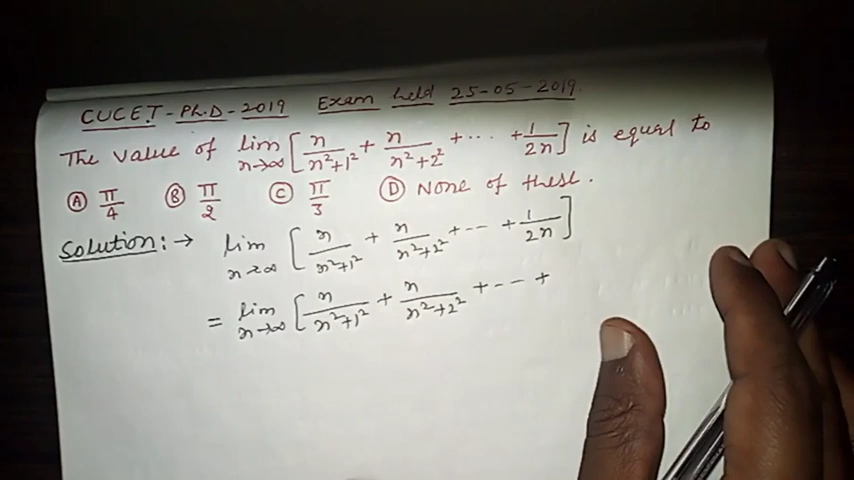 CUCET-Ph.D-2019 Exam held 25-05-2019.
The value of lim n→∞ [n/(n²+1²) + n/(n²+2²) + ... + 1/2n] is equal to
Ⓐ π/4 Ⓑ π/2 Ⓒ π/3 Ⓓ None of these.
Solution:→ lim n→∞ [n/(n²+1²) + n/(n²+2²) + --- + 1/2n]
= lim n→∞ [n/(n²+1²) + n/(n²+2²) + --- +